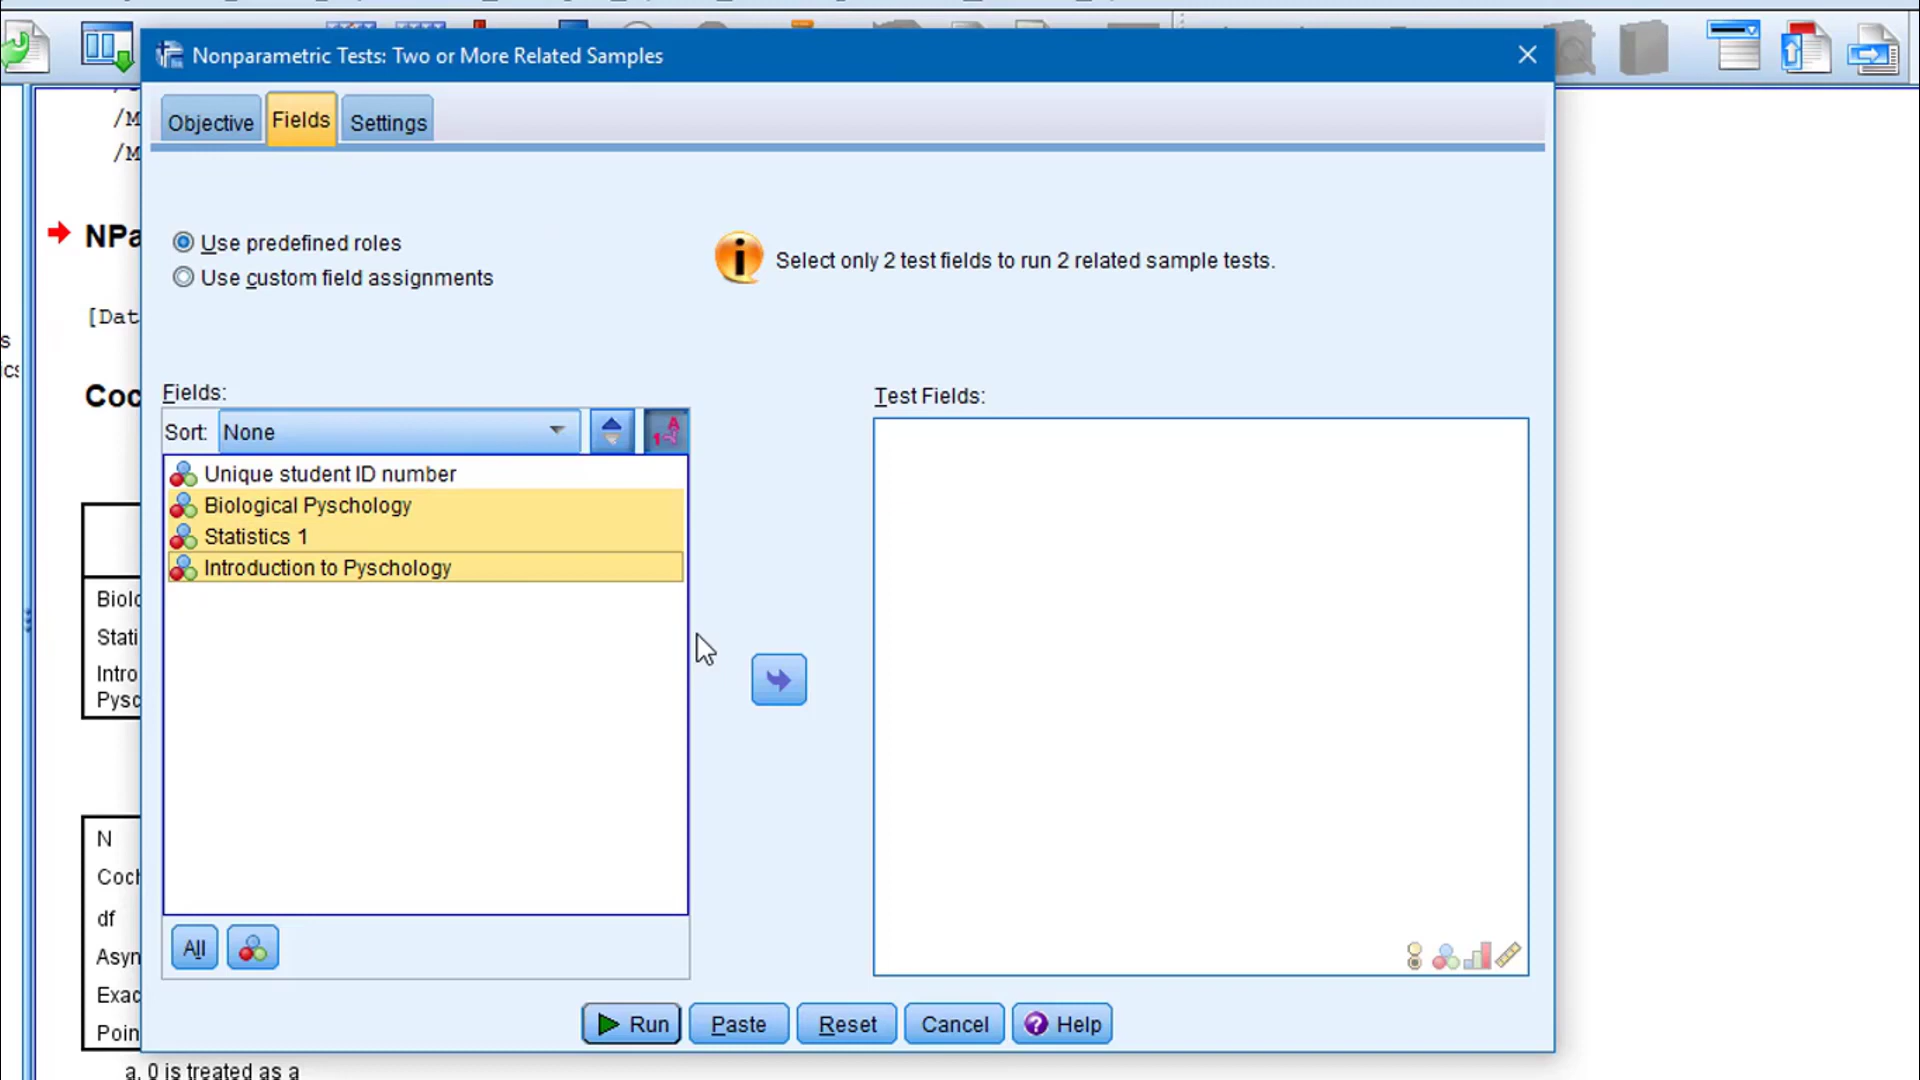 Nonparametric Tests: Two or More Related Samples
Objective
Fields
Settings
/M
/M
NPa
Use predefined roles
Use custom field assignments
Select only 2 test fields to run 2 related sample tests.
[Dat
s
Coc
Fields:
Sort: None
Test Fields:
Unique student ID number
Biological Pyschology
Statistics 1
Introduction to Pyschology
Biolo
Stati
Intro
Pysc
N
Coch
df
Asyn
Exac
Poin
All
Run
Paste
Reset
Cancel
Help
a. 0 is treated as a